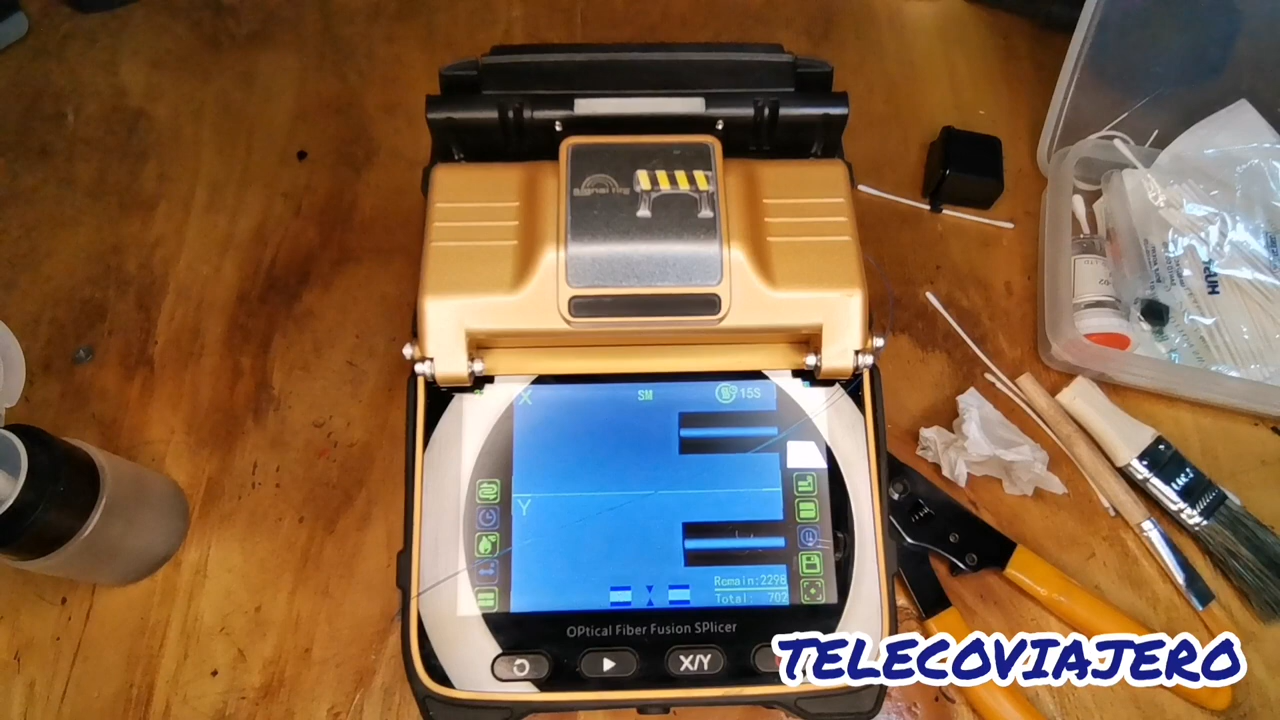 X
SM
15S
Y
Remain:2298
Total: 702
OPtical Fiber Fusion SPlicer
X/Y
TELECOVIAJERO